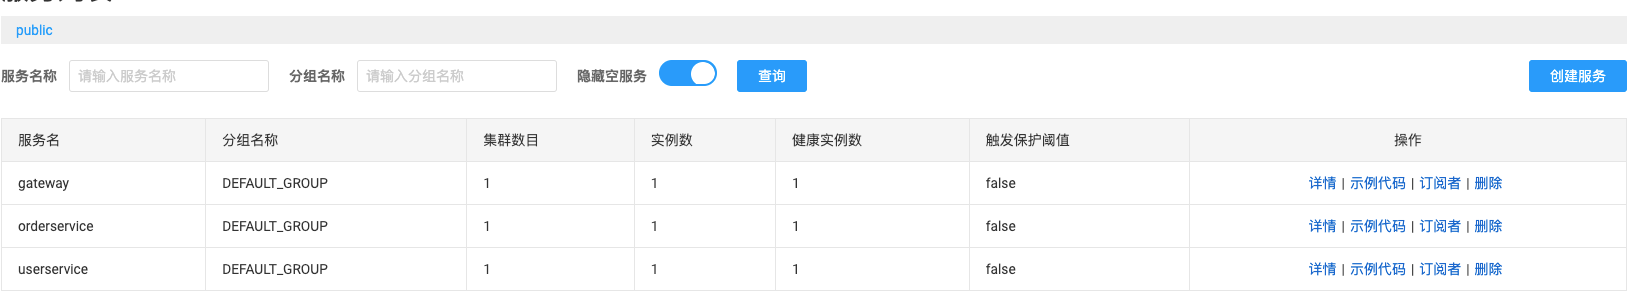 public
服务名称 请输入服务名称 分组名称 请输入分组名称 隐藏空服务 查询 创建服务
服务名 分组名称 集群数目 实例数 健康实例数 触发保护阈值 操作
gateway DEFAULT_GROUP 1 1 1 false 详情 | 示例代码 | 订阅者 | 删除
orderservice DEFAULT_GROUP 1 1 1 false 详情 | 示例代码 | 订阅者 | 删除
userservice DEFAULT_GROUP 1 1 1 false 详情 | 示例代码 | 订阅者 | 删除